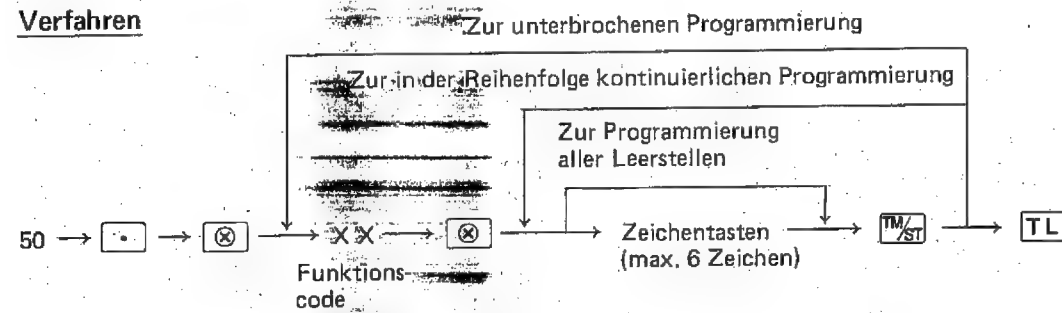 Verfahren
Zur unterbrochenen Programmierung
Zur in der Reihenfolge kontinuierlichen Programmierung
Zur Programmierung
aller Leerstellen
50 → [·] → [⊗] → X X → [⊗] → Zeichentasten → [TM/ST] → [TL]
(max. 6 Zeichen)
Funktions-
code